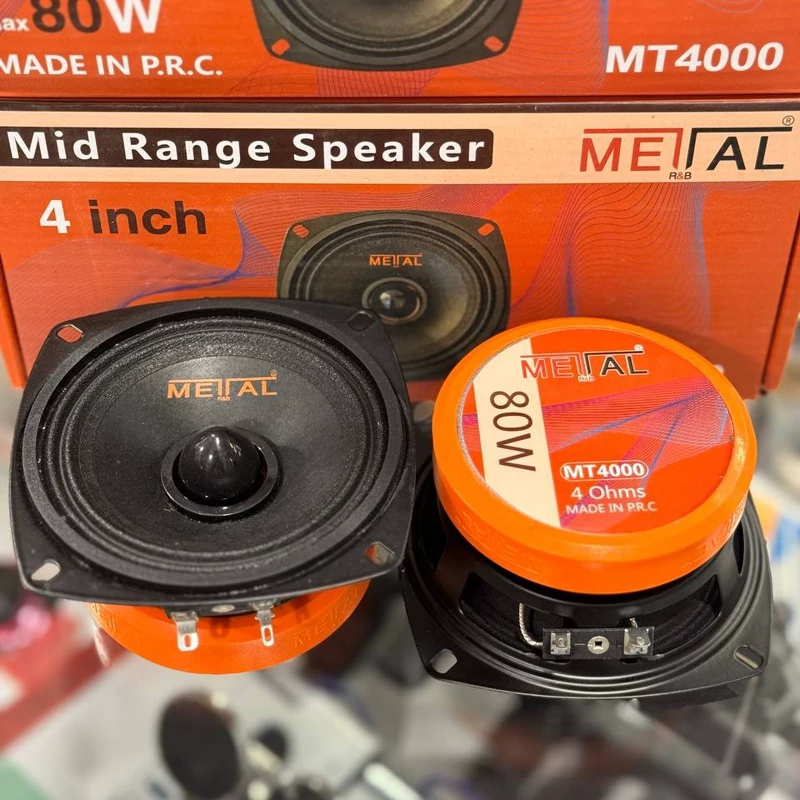 max 80W
MADE IN P.R.C.
MT4000
Mid Range Speaker
METAL ®
R&B
4 inch
METAL
METAL
R&B
METAL
R&B
80W
MT4000
4 Ohms
MADE IN P.R.C